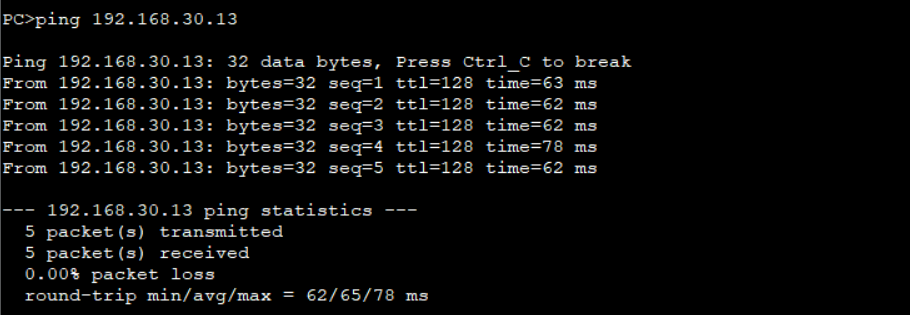 PC>ping 192.168.30.13
Ping 192.168.30.13: 32 data bytes, Press Ctrl_C to break
From 192.168.30.13: bytes=32 seq=1 ttl=128 time=63 ms
From 192.168.30.13: bytes=32 seq=2 ttl=128 time=62 ms
From 192.168.30.13: bytes=32 seq=3 ttl=128 time=62 ms
From 192.168.30.13: bytes=32 seq=4 ttl=128 time=78 ms
From 192.168.30.13: bytes=32 seq=5 ttl=128 time=62 ms
--- 192.168.30.13 ping statistics ---
5 packet(s) transmitted
5 packet(s) received
0.00% packet loss
round-trip min/avg/max = 62/65/78 ms